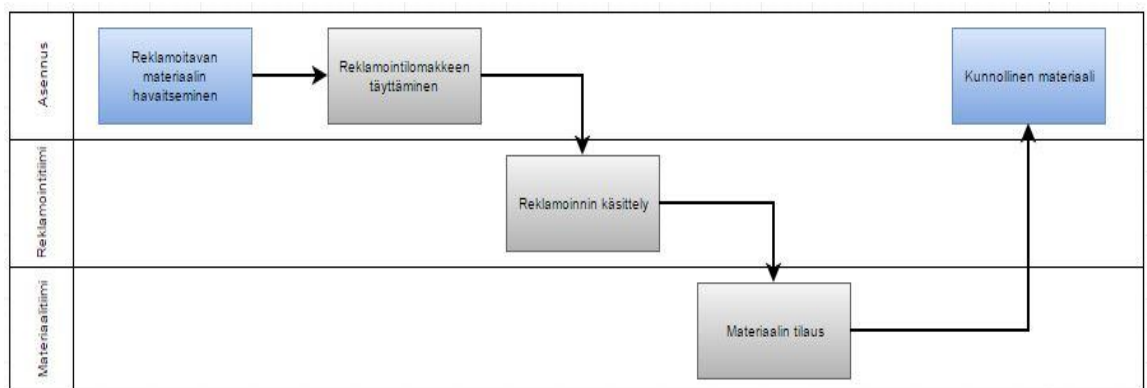 Asennus
Reklamoitavan
materiaalin
havaitseminen
Reklamointilomakkeen
täyttäminen
Kunnollinen materiaali
Reklamointitiimi
Reklamoinnin käsittely
Materiaalitiimi
Materiaalin tilaus